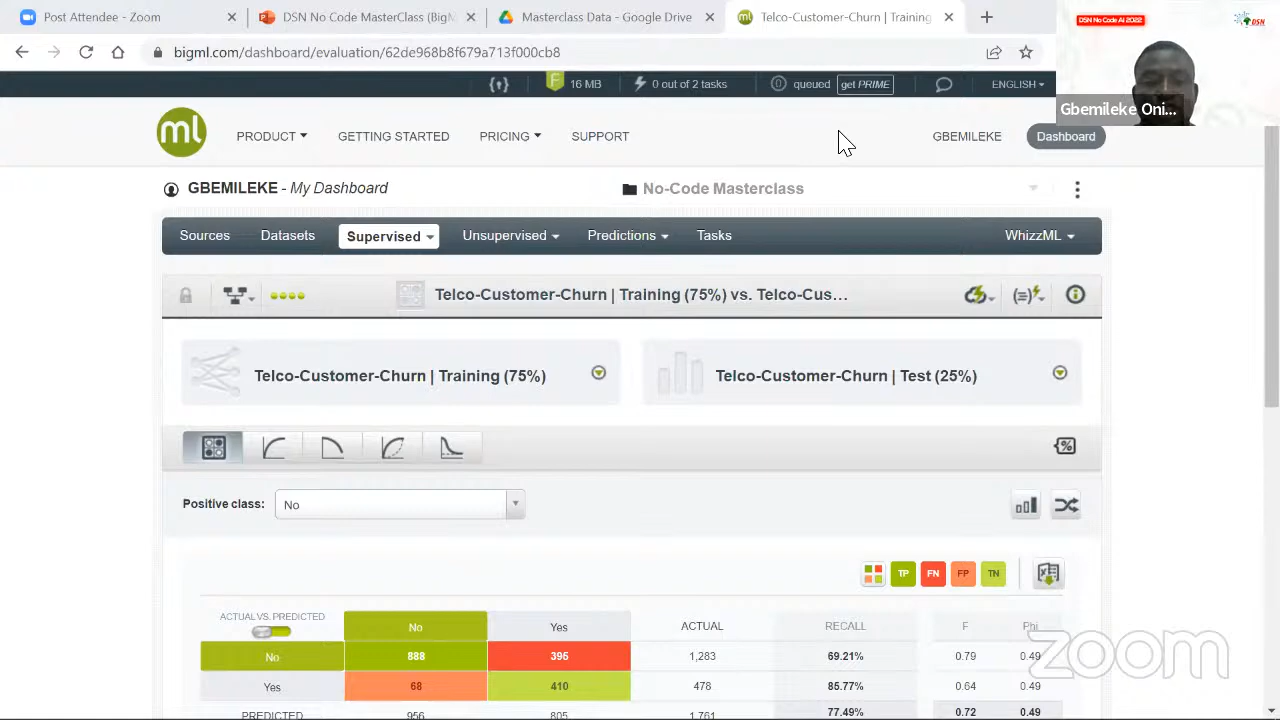 Post Attendee - Zoom
DSN No Code Masterclass (Big
Masterclass Data - Google Drive
Telco-Customer-Churn | Training
DSN No Code AI 2022
DSN
bigml.com/dashboard/evaluation/62de968b8f679a713f000cb8
F 16 MB
0 out of 2 tasks
0 queued
get PRIME
ENGLISH
Gbemileke Oni...
ml
PRODUCT
GETTING STARTED
PRICING
SUPPORT
GBEMILEKE
Dashboard
GBEMILEKE - My Dashboard
No-Code Masterclass
Sources
Datasets
Supervised
Unsupervised
Predictions
Tasks
WhizzML
Telco-Customer-Churn | Training (75%) vs. Telco-Cus...
Telco-Customer-Churn | Training (75%)
Telco-Customer-Churn | Test (25%)
%
Positive class:
No
TP FN FP TN
ACTUAL VS. PREDICTED No Yes ACTUAL RECALL F Phi
No 888 395 1,283 69.21% 0.79 0.49
Yes 68 410 478 85.77% 0.64 0.49
PREDICTED 956 805 1,761 77.49% 0.72 0.49
zoom